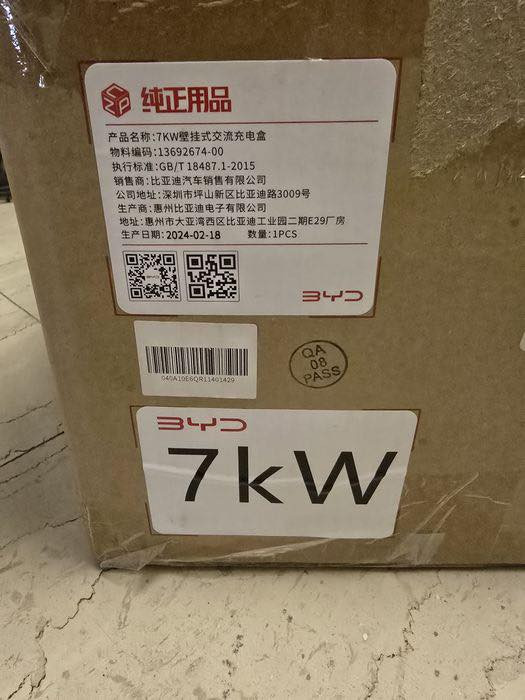 纯正用品
产品名称:7KW壁挂式交流充电盒
物料编码:13692674-00
执行标准:GB/T 18487.1-2015
销售商:比亚迪汽车销售有限公司
公司地址:深圳市坪山新区比亚迪路3009号
生产商:惠州比亚迪电子有限公司
地址:惠州市大亚湾西区比亚迪工业园二期E29厂房
生产日期:2024-02-18 数量:1PCS
BYD
040A10E6QR11401429
QA
08
PASS
BYD
7kW